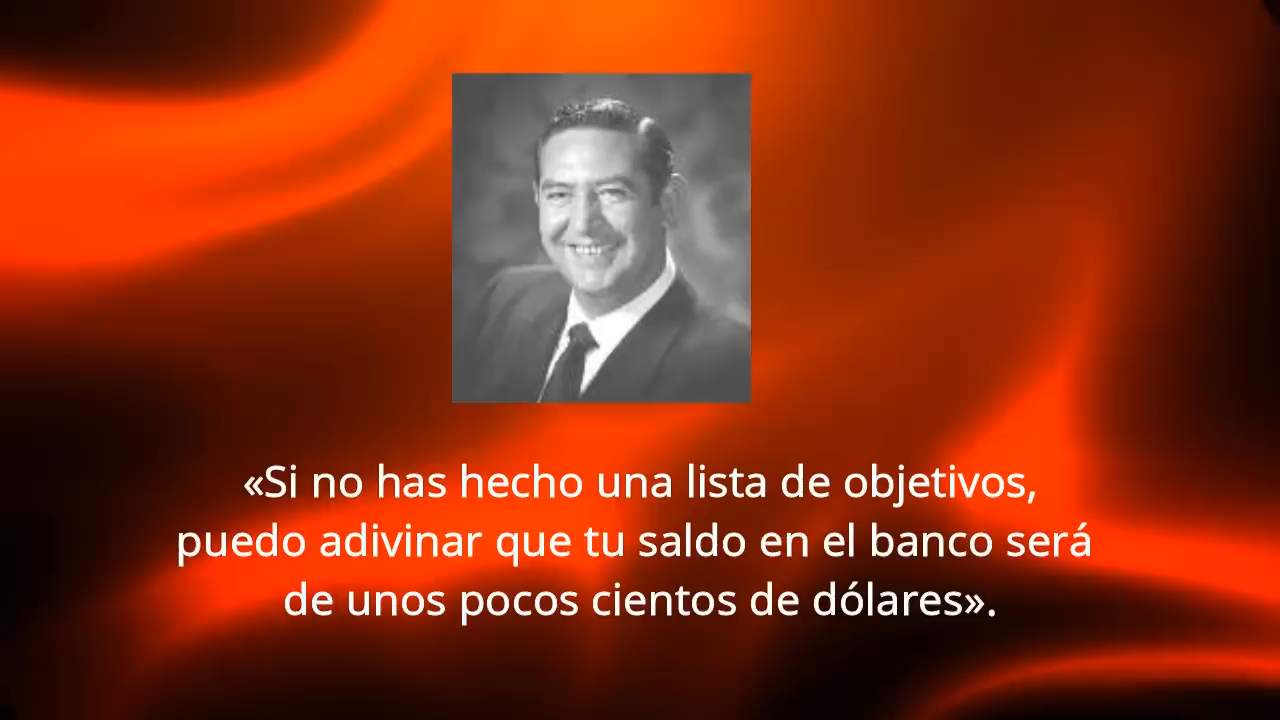 «Si no has hecho una lista de objetivos,
puedo adivinar que tu saldo en el banco será
de unos pocos cientos de dólares».